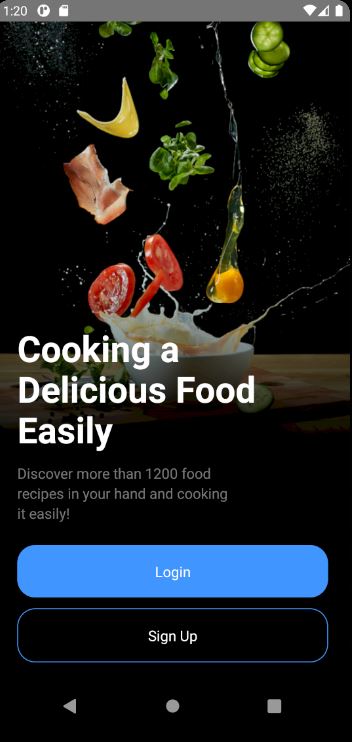 1:20
Cooking a
Delicious Food
Easily
Discover more than 1200 food
recipes in your hand and cooking
it easily!
Login
Sign Up